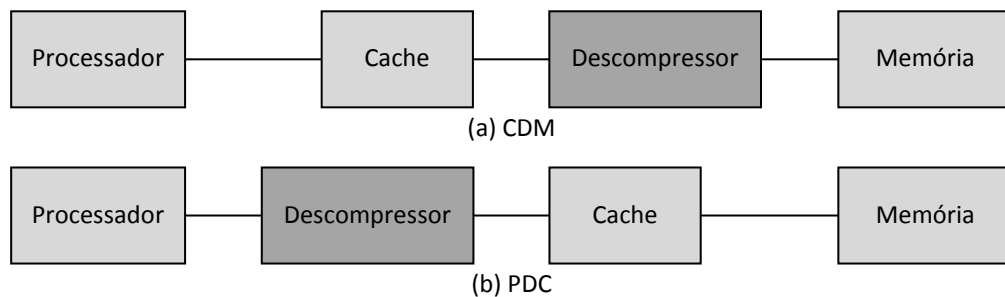 Processador Cache Descompressor Memória
(a) CDM
Processador Descompressor Cache Memória
(b) PDC